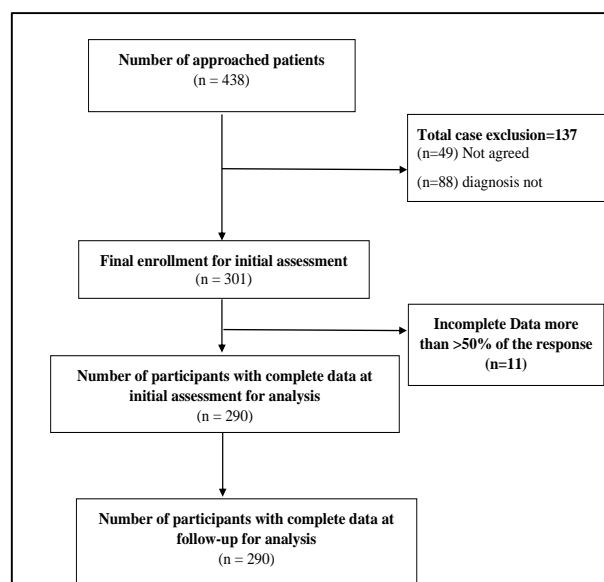 Number of approached patients
(n = 438)
Total case exclusion=137
(n=49) Not agreed
(n=88) diagnosis not
Final enrollment for initial assessment
(n = 301)
Incomplete Data more
than >50% of the response
(n=11)
Number of participants with complete data at
initial assessment for analysis
(n = 290)
Number of participants with complete data at
follow-up for analysis
(n = 290)